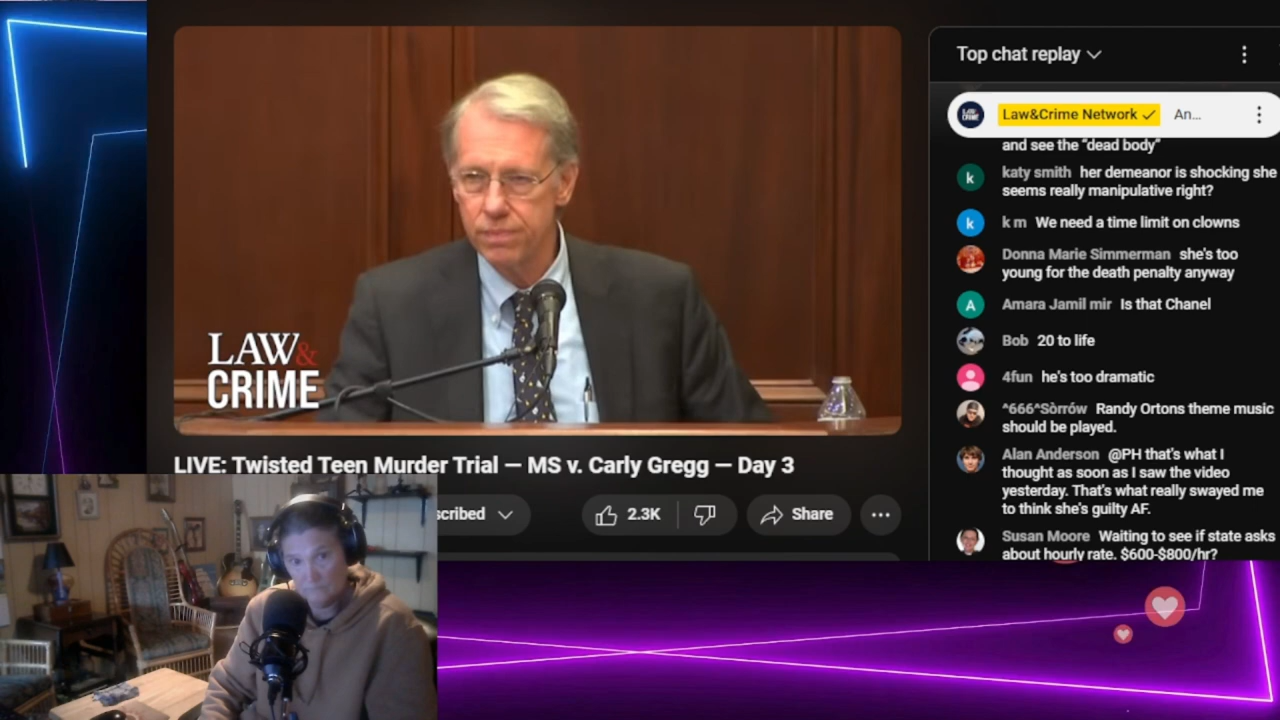 LAW&
CRIME
LIVE: Twisted Teen Murder Trial — MS v. Carly Gregg — Day 3
scribed
2.3K
Share
Top chat replay
LAW&
CRIME
Law&Crime Network
An...
and see the “dead body”
k
katy smith her demeanor is shocking she
seems really manipulative right?
k
k m We need a time limit on clowns
Donna Marie Simmerman she's too
young for the death penalty anyway
A
Amara Jamil mir Is that Chanel
Bob 20 to life
4fun he's too dramatic
^666^Sòrrów Randy Ortons theme music
should be played.
Alan Anderson @PH that's what I
thought as soon as I saw the video
yesterday. That's what really swayed me
to think she's guilty AF.
Susan Moore Waiting to see if state asks
about hourly rate. $600-$800/hr?